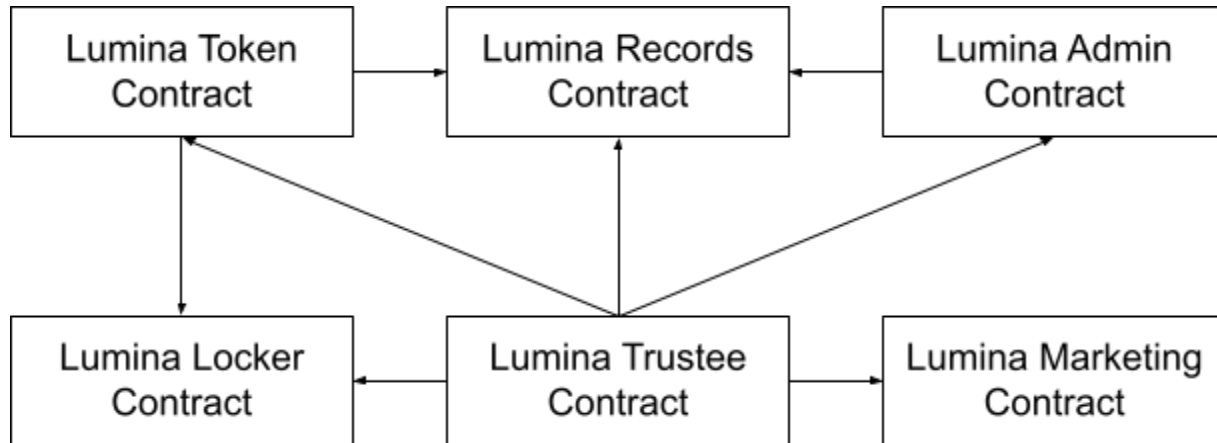 Lumina Token
Contract
Lumina Records
Contract
Lumina Admin
Contract
Lumina Locker
Contract
Lumina Trustee
Contract
Lumina Marketing
Contract